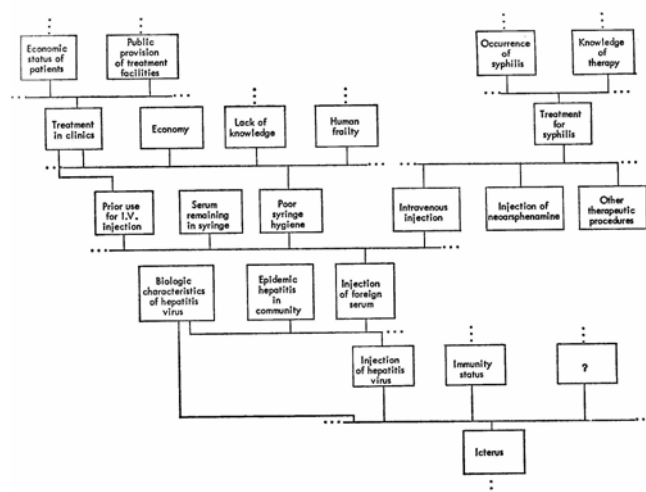 Economic
status of
patients
Public
provision
of treatment
facilities
Occurrence
of
syphilis
Knowledge
of
therapy
Treatment
in clinics
Economy
Lack of
knowledge
Human
frailty
Treatment
for
syphilis
Prior use
for I.V.
injection
Serum
remaining
in syringe
Poor
syringe
hygiene
Intravenous
injection
Injection of
neoarsphenamine
Other
therapeutic
procedures
Biologic
characteristics
of hepatitis
virus
Epidemic
hepatitis
in
community
Injection
of foreign
serum
Injection
of hepatitis
virus
Immunity
status
?
Icterus